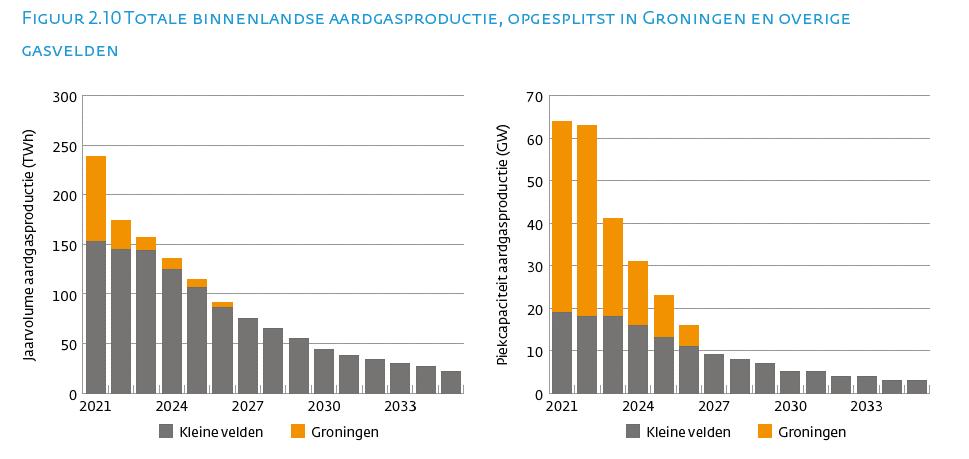 Figuur 2.10 Totale binnenlandse aardgasproductie, opgesplitst in Groningen en overige
gasvelden
Jaarvolume aardgasproductie (TWh)
300
250
200
150
100
50
0
2021 2024 2027 2030 2033
Kleine velden Groningen
Piekcapaciteit aardgasproductie (GW)
70
60
50
40
30
20
10
0
2021 2024 2027 2030 2033
Kleine velden Groningen